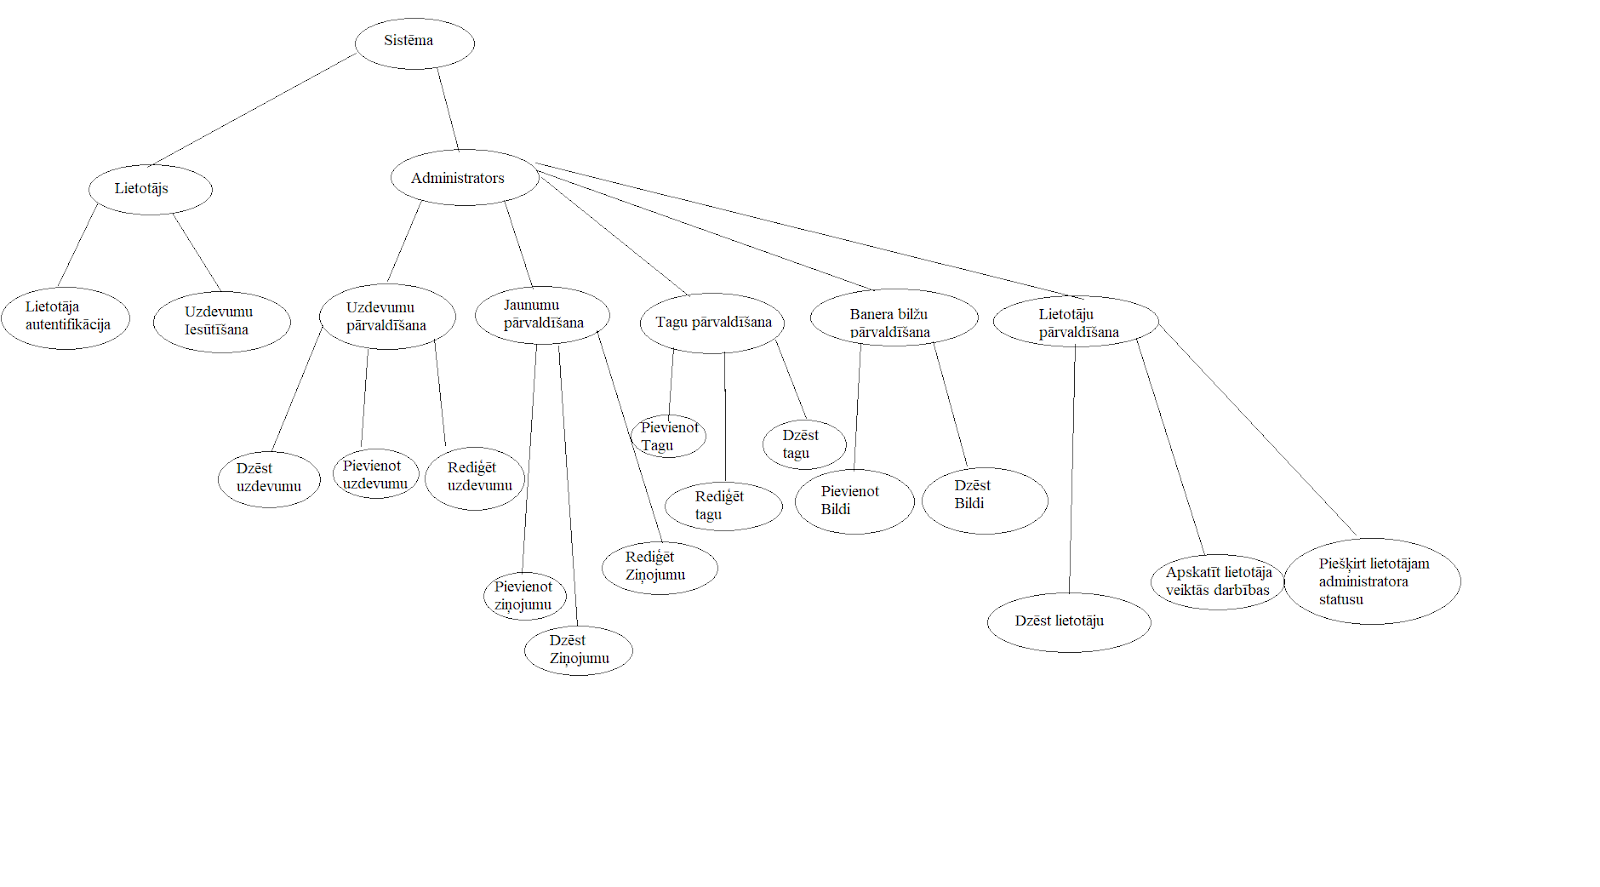 Sistēma
Lietotājs
Administrators
Lietotāja
autentifikācija
Uzdevumu
Iesūtīšana
Uzdevumu
pārvaldīšana
Jaunumu
pārvaldīšana
Tagu pārvaldīšana
Banera bilžu
pārvaldīšana
Lietotāju
pārvaldīšana
Dzēst
uzdevumu
Pievienot
uzdevumu
Rediģēt
uzdevumu
Pievienot
ziņojumu
Dzēst
Ziņojumu
Rediģēt
Ziņojumu
Pievienot
Tagu
Rediģēt
tagu
Dzēst
tagu
Pievienot
Bildi
Dzēst
Bildi
Dzēst lietotāju
Apskatīt lietotāja
veiktās darbības
Piešķirt lietotājam
administratora
statusu